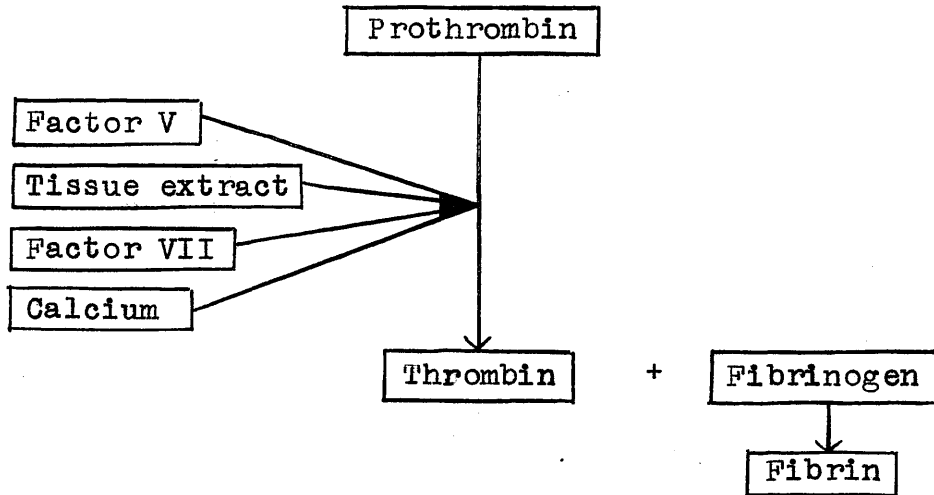 Prothrombin
Factor V
Tissue extract
Factor VII
Calcium
Thrombin + Fibrinogen
Fibrin